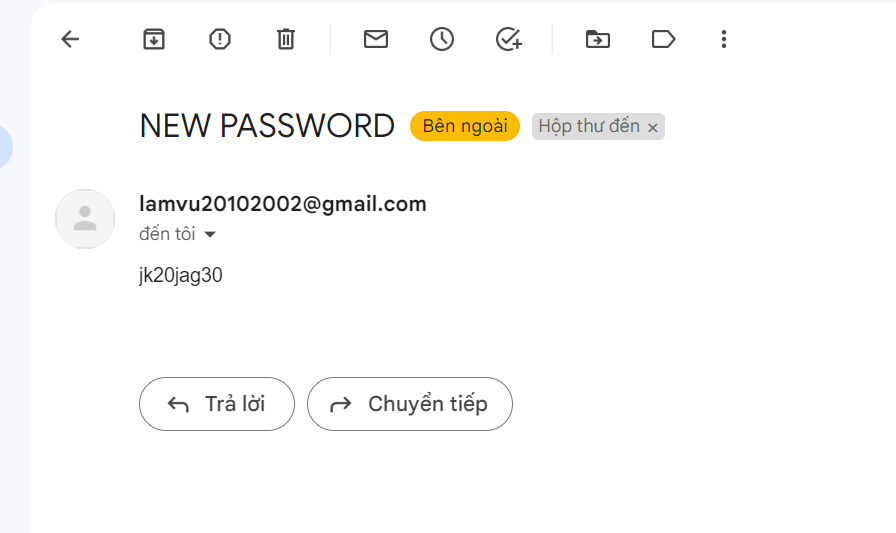 NEW PASSWORD Bên ngoài Hộp thư đến ×
lamvu20102002@gmail.com
đến tôi
jk20jag30
Trả lời Chuyển tiếp